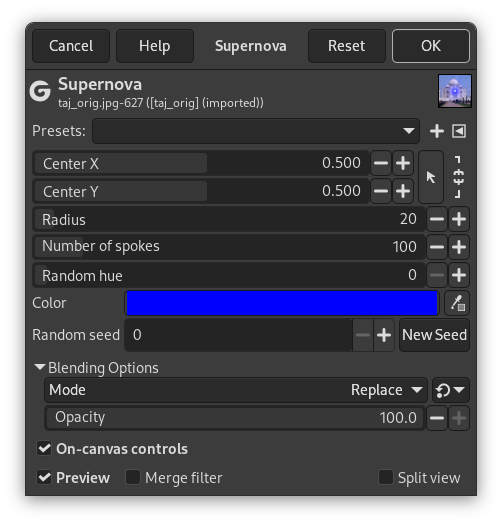 Cancel Help Supernova Reset OK
Supernova
taj_orig.jpg-627 ([taj_orig] (imported))
Presets:
Center X 0.500
Center Y 0.500
Radius 20
Number of spokes 100
Random hue 0
Color
Random seed 0 New Seed
Blending Options
Mode Replace
Opacity 100.0
On-canvas controls
Preview Merge filter Split view